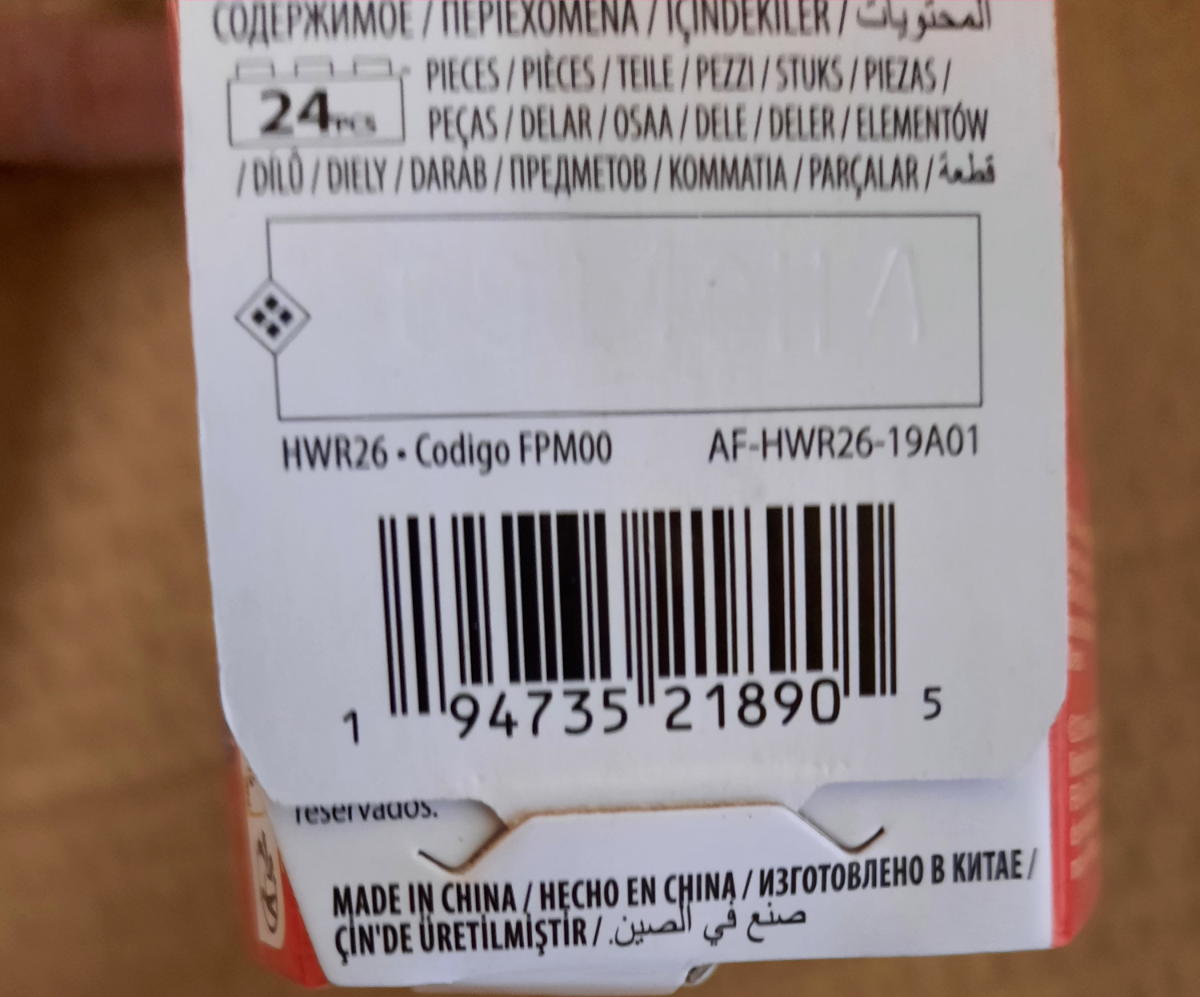 СОДЕРЖИМОЕ / ΠΕΡΙΕΧΟΜΕΝΑ / İÇİNDEKİLER / المحتويات
24PCS PIECES / PIÈCES / TEILE / PEZZI / STUKS / PIEZAS /
PEÇAS / DELAR / OSAA / DELE / DELER / ELEMENTÓW
/ DÍLŮ / DIELY / DARAB / ПРЕДМЕТОВ / ΚΟΜΜΑΤΙΑ / PARÇALAR / قطعة
HWR26 • Codigo FPM00 AF-HWR26-19A01
1 94735 21890 5
reservados.
MADE IN CHINA / HECHO EN CHINA / ИЗГОТОВЛЕНО В КИТАЕ /
ÇİN'DE ÜRETİLMİŞTİR / صنع في الصين.